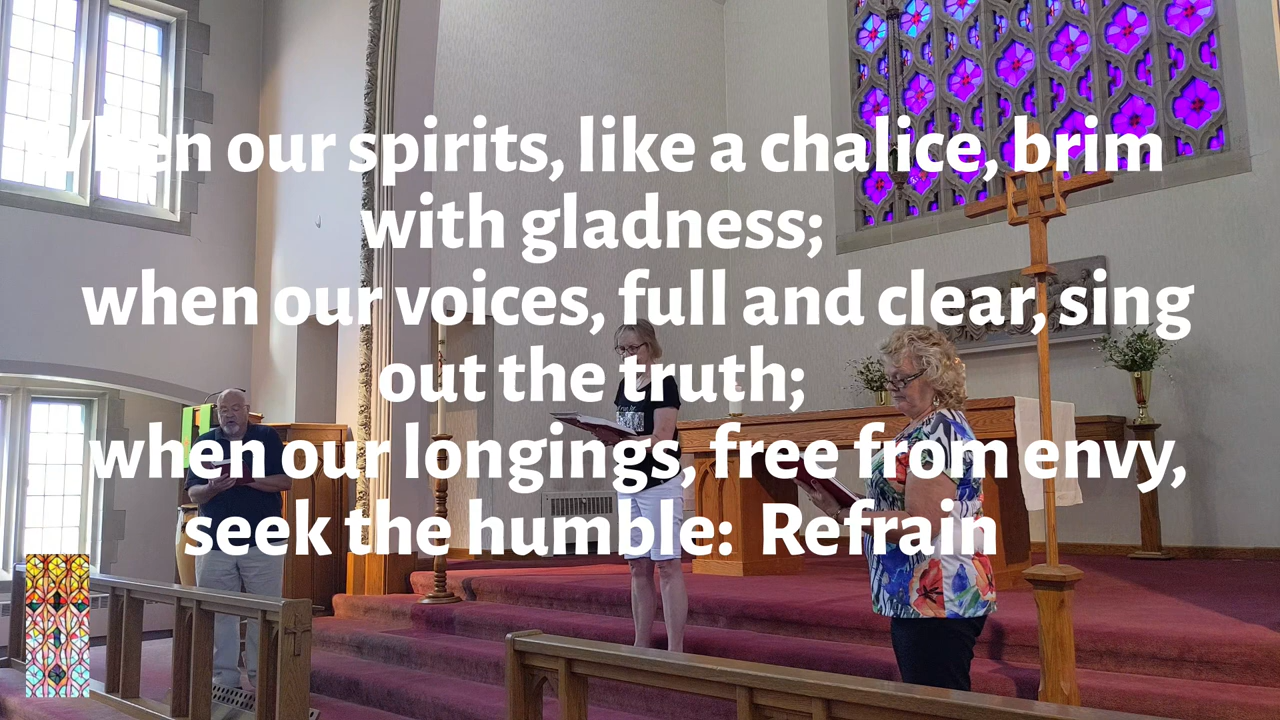 When our spirits, like a chalice, brim
with gladness;
when our voices, full and clear, sing
out the truth;
when our longings, free from envy,
seek the humble: Refrain